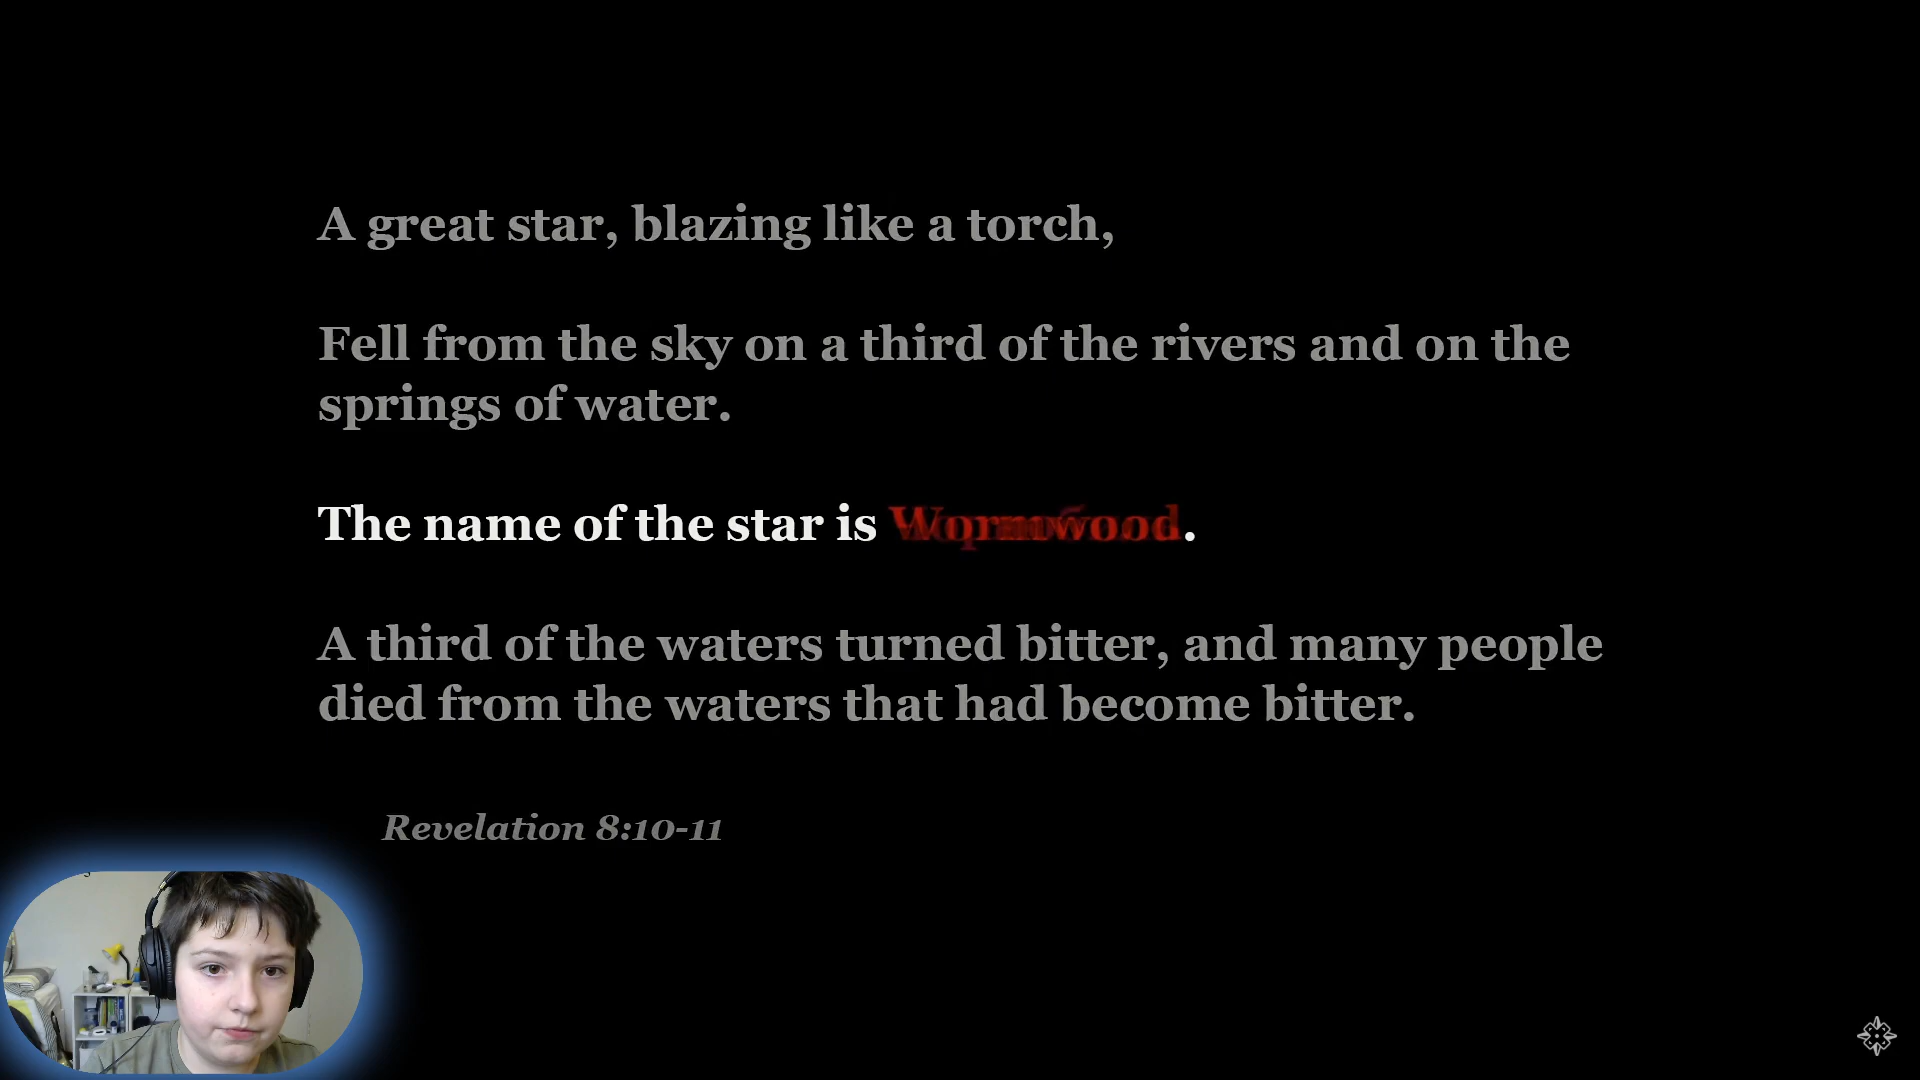 A great star, blazing like a torch,
Fell from the sky on a third of the rivers and on the
springs of water.
The name of the star is Wormwood.
A third of the waters turned bitter, and many people
died from the waters that had become bitter.
Revelation 8:10-11